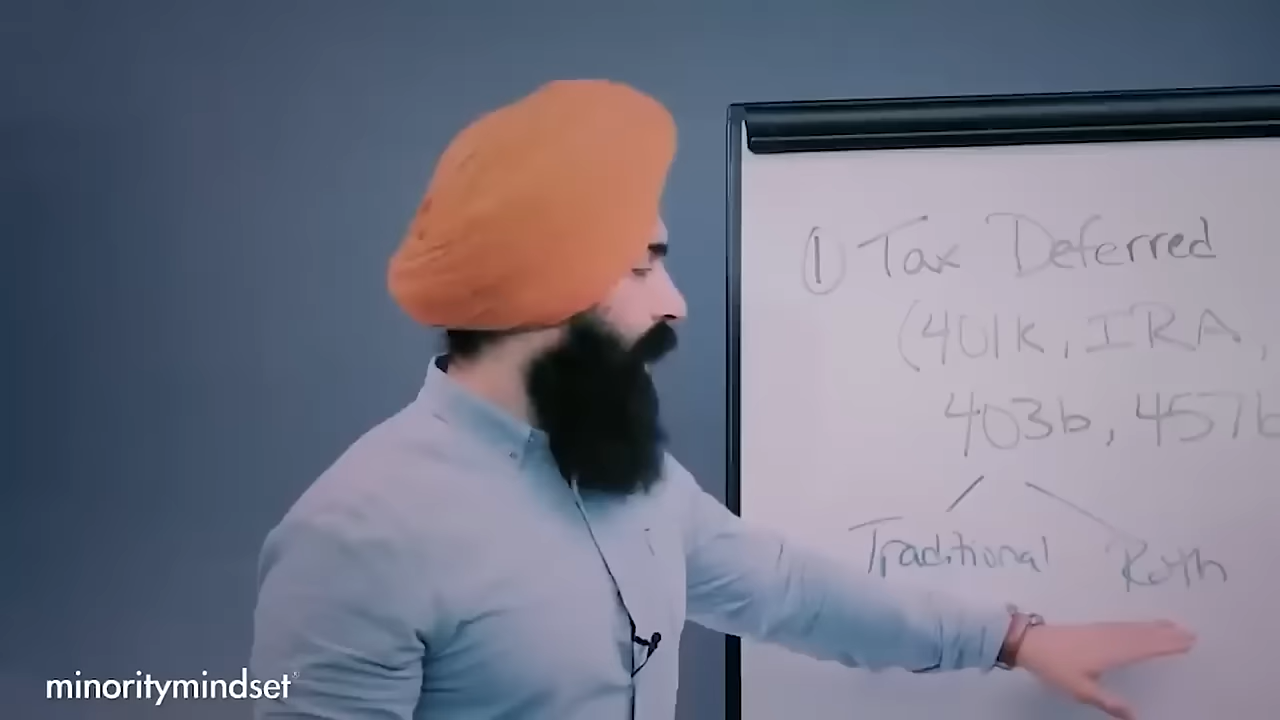 ① Tax Deferred
(401k, IRA,
403b, 457b
Traditional Roth
minoritymindset